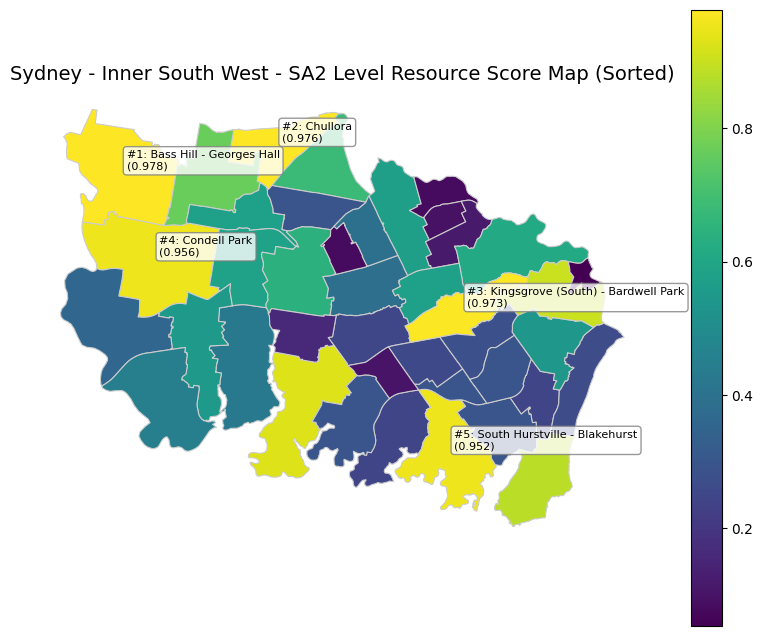 Sydney - Inner South West - SA2 Level Resource Score Map (Sorted)
#2: Chullora
(0.976)
#1: Bass Hill - Georges Hall
(0.978)
#4: Condell Park
(0.956)
#3: Kingsgrove (South) - Bardwell Park
(0.973)
#5: South Hurstville - Blakehurst
(0.952)
0.8
0.6
0.4
0.2